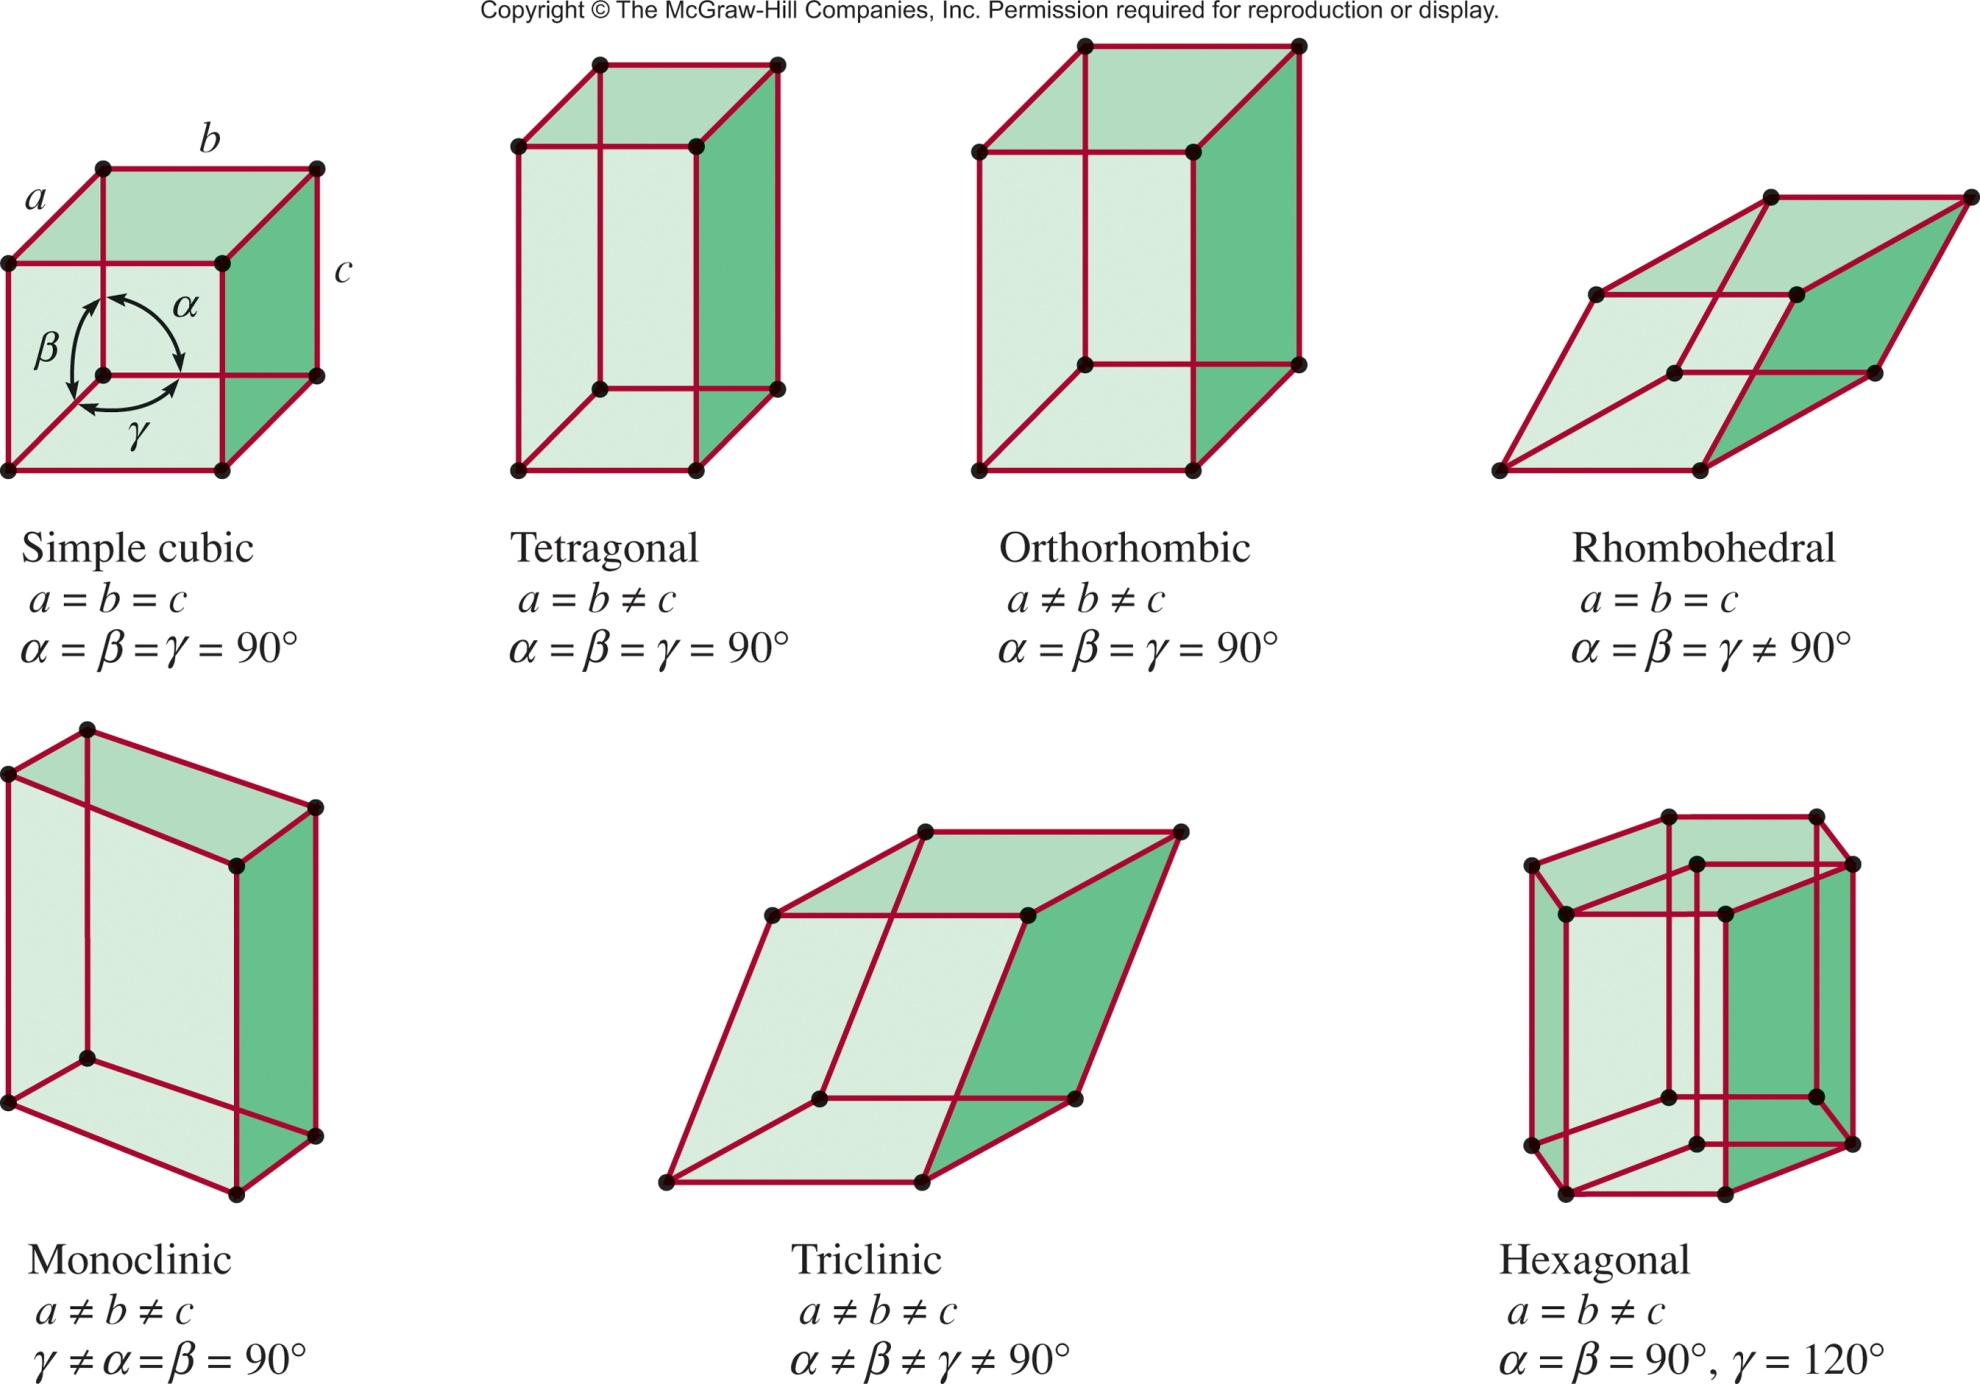 Copyright © The McGraw-Hill Companies, Inc. Permission required for reproduction or display.
b
a
c
α
β
γ
Simple cubic
a = b = c
α = β = γ = 90°
Tetragonal
a = b ≠ c
α = β = γ = 90°
Orthorhombic
a ≠ b ≠ c
α = β = γ = 90°
Rhombohedral
a = b = c
α = β = γ ≠ 90°
Monoclinic
a ≠ b ≠ c
γ ≠ α = β = 90°
Triclinic
a ≠ b ≠ c
α ≠ β ≠ γ ≠ 90°
Hexagonal
a = b ≠ c
α = β = 90°, γ = 120°